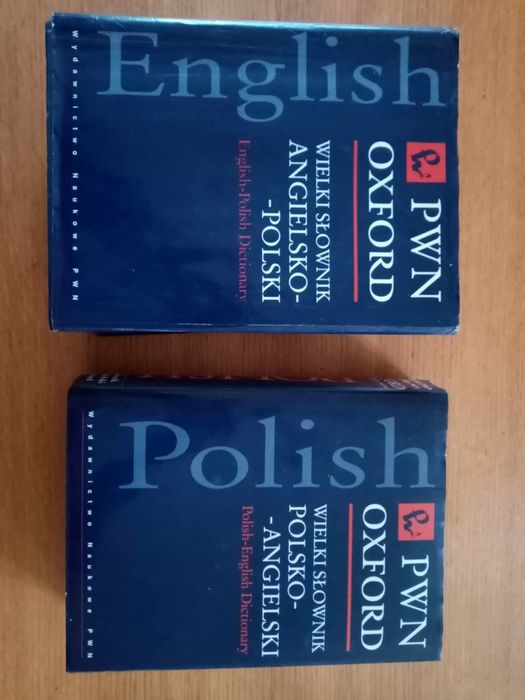 PWN
OXFORD
WIELKI SŁOWNIK
ANGIELSKO-
-POLSKI
English-Polish Dictionary
English
Wydawnictwo Naukowe PWN
PWN
OXFORD
WIELKI SŁOWNIK
POLSKO-
-ANGIELSKI
Polish-English Dictionary
Polish
Wydawnictwo Naukowe PWN